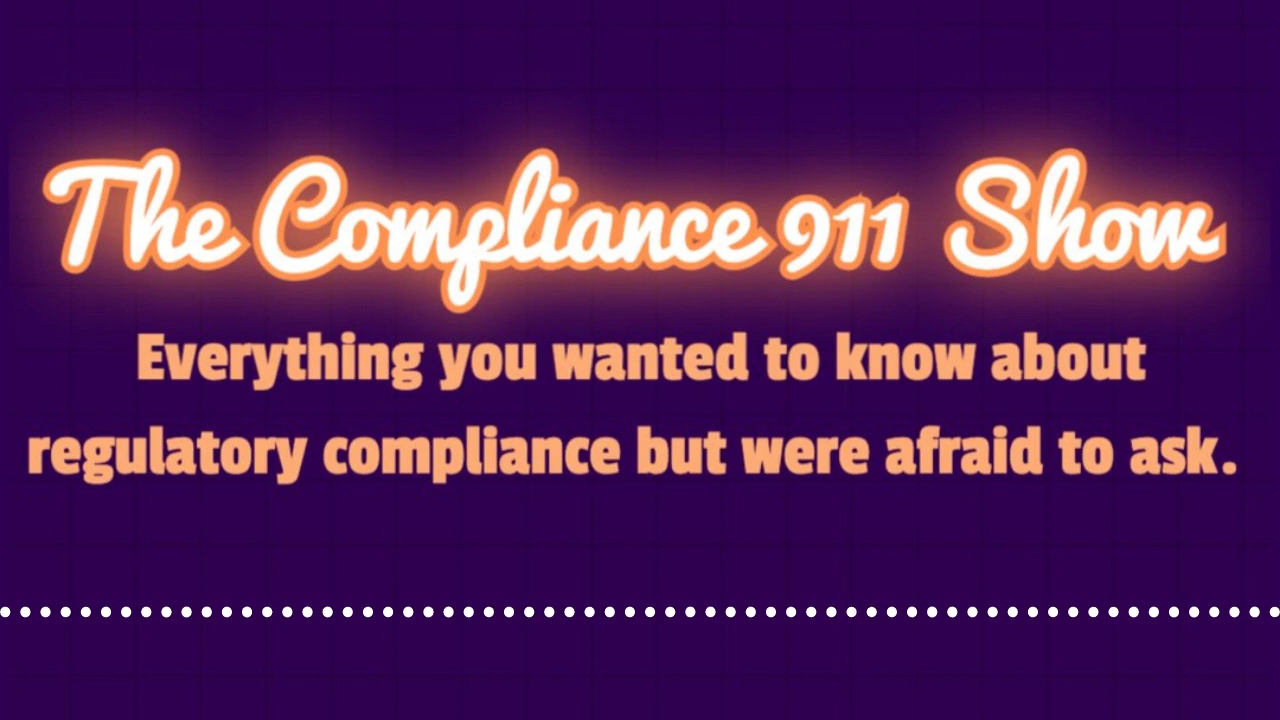 The Compliance 911 Show
Everything you wanted to know about
regulatory compliance but were afraid to ask.